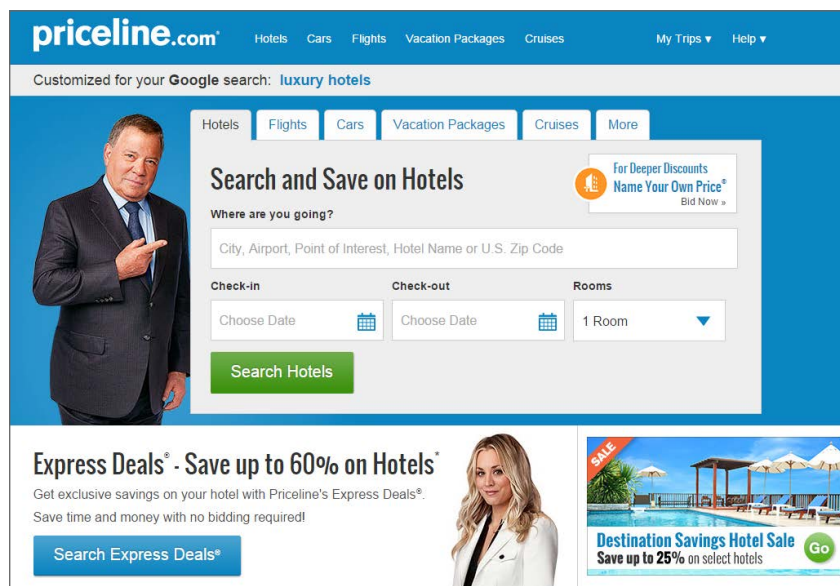 priceline.com®
Hotels Cars Flights Vacation Packages Cruises My Trips ▾ Help ▾
Customized for your Google search: luxury hotels
Hotels Flights Cars Vacation Packages Cruises More
Search and Save on Hotels
For Deeper Discounts
Name Your Own Price®
Bid Now »
Where are you going?
City, Airport, Point of Interest, Hotel Name or U.S. Zip Code
Check-in Check-out Rooms
Choose Date Choose Date 1 Room
Search Hotels
Express Deals® - Save up to 60% on Hotels*
Get exclusive savings on your hotel with Priceline's Express Deals®.
Save time and money with no bidding required!
Search Express Deals®
SALE
Destination Savings Hotel Sale
Save up to 25% on select hotels
Go